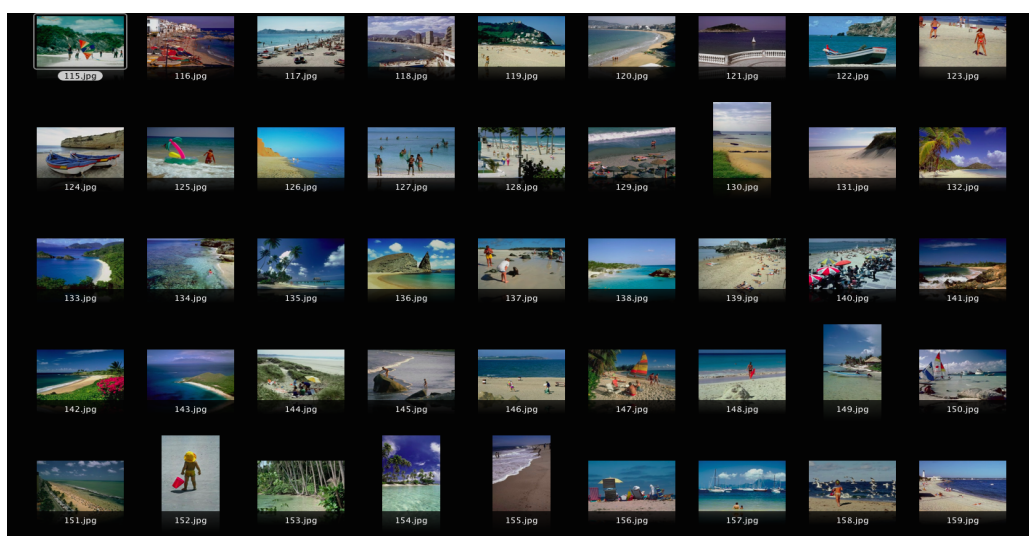 115.jpg 116.jpg 117.jpg 118.jpg 119.jpg 120.jpg 121.jpg 122.jpg 123.jpg
124.jpg 125.jpg 126.jpg 127.jpg 128.jpg 129.jpg 130.jpg 131.jpg 132.jpg
133.jpg 134.jpg 135.jpg 136.jpg 137.jpg 138.jpg 139.jpg 140.jpg 141.jpg
142.jpg 143.jpg 144.jpg 145.jpg 146.jpg 147.jpg 148.jpg 149.jpg 150.jpg
151.jpg 152.jpg 153.jpg 154.jpg 155.jpg 156.jpg 157.jpg 158.jpg 159.jpg